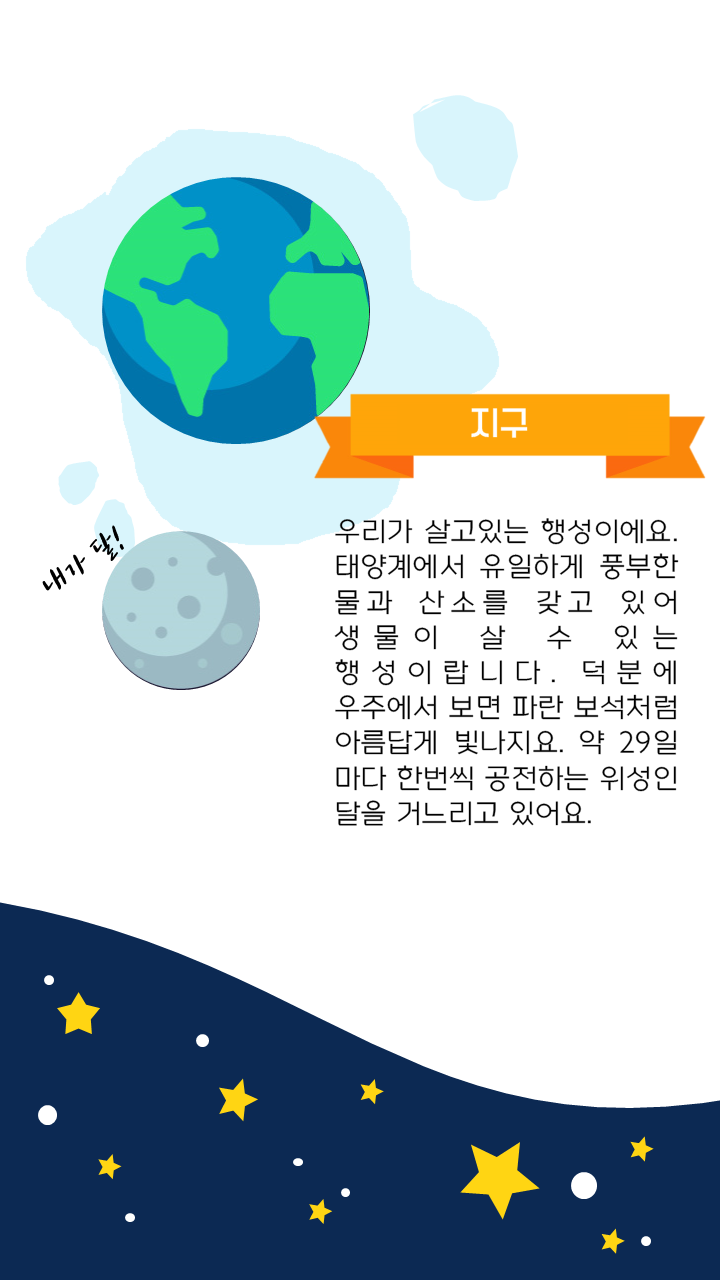 지구
내가 달!
우리가 살고있는 행성이에요.
태양계에서 유일하게 풍부한
물과 산소를 갖고 있어
생물이 살 수 있는
행성이랍니다. 덕분에
우주에서 보면 파란 보석처럼
아름답게 빛나지요. 약 29일
마다 한번씩 공전하는 위성인
달을 거느리고 있어요.